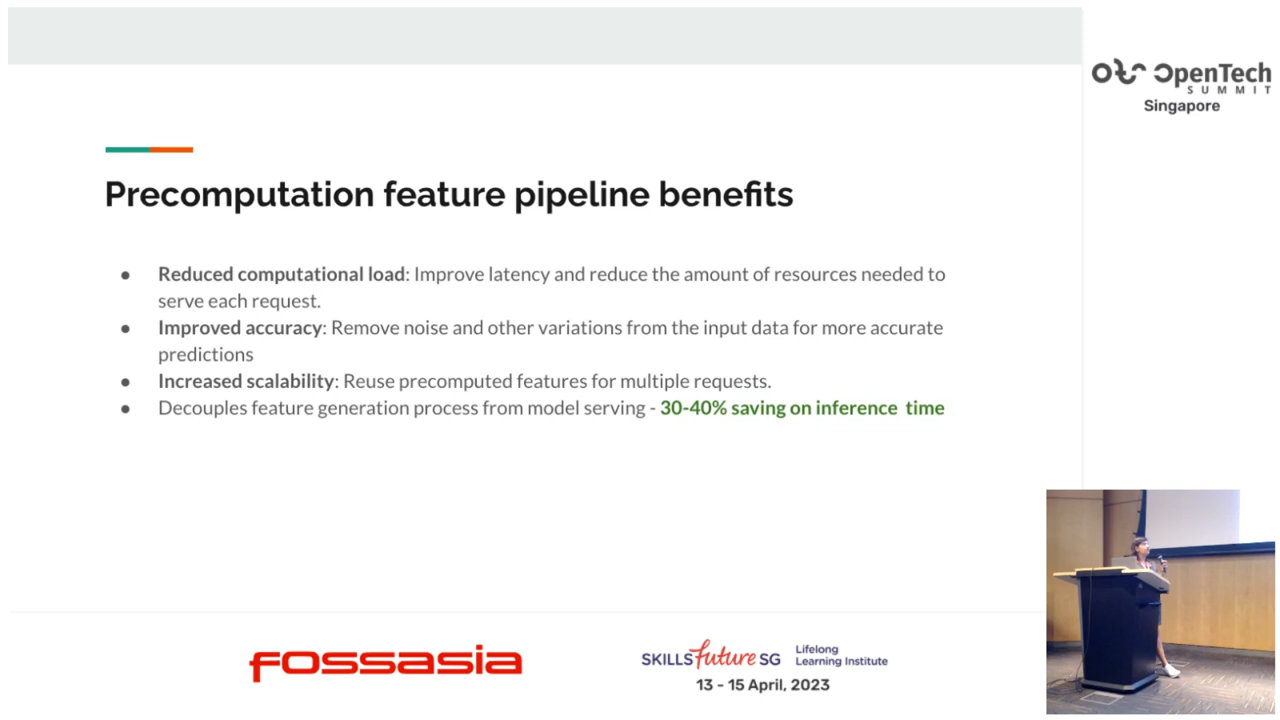 OpenTech
SUMMIT
Singapore
Precomputation feature pipeline benefits
● Reduced computational load: Improve latency and reduce the amount of resources needed to
serve each request.
● Improved accuracy: Remove noise and other variations from the input data for more accurate
predictions
● Increased scalability: Reuse precomputed features for multiple requests.
● Decouples feature generation process from model serving - 30-40% saving on inference time
fossasia
SKILLSfuture SG
Lifelong
Learning Institute
13 - 15 April, 2023